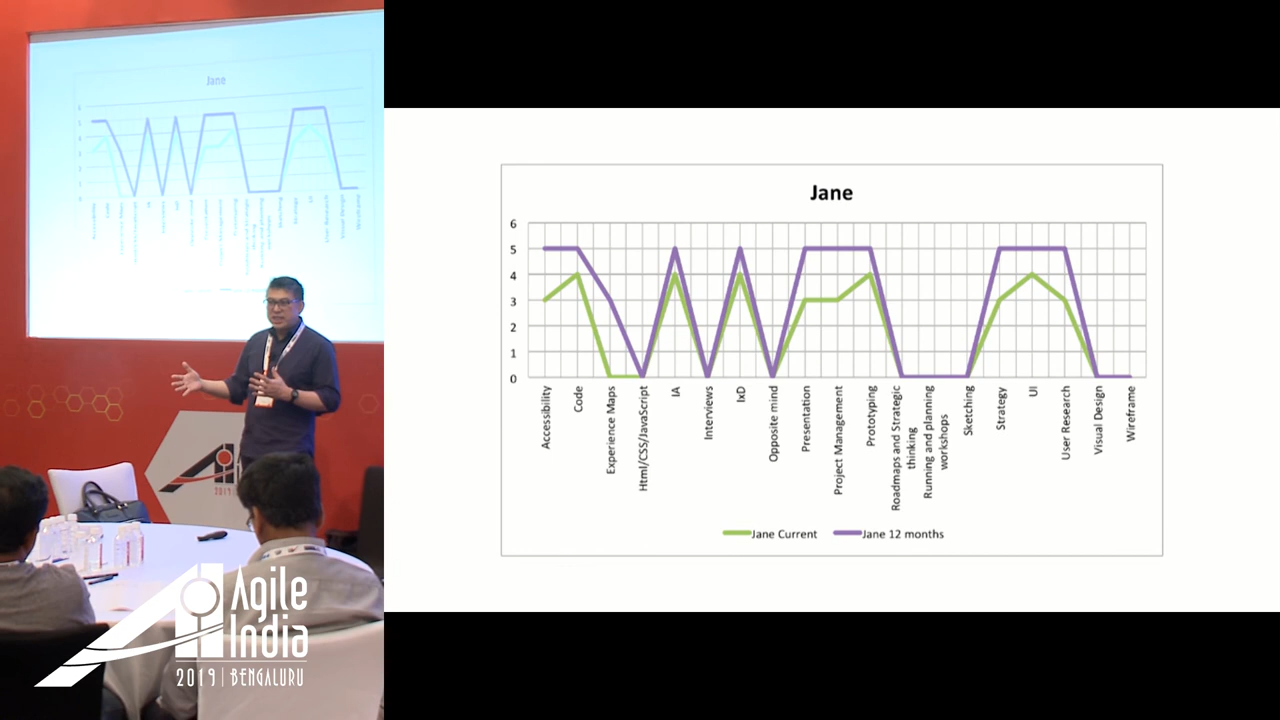 Jane
Jane
6
5
4
3
2
1
0
Accessibility
Code
Experience Maps
Html/CSS/JavaScript
IA
Interviews
IxD
Opposite mind
Presentation
Project Management
Prototyping
Roadmaps and Strategic
thinking
Running and planning
workshops
Sketching
Strategy
UI
User Research
Visual Design
Wireframe
Jane Current
Jane 12 months
Agile
India
2019 | BENGALURU